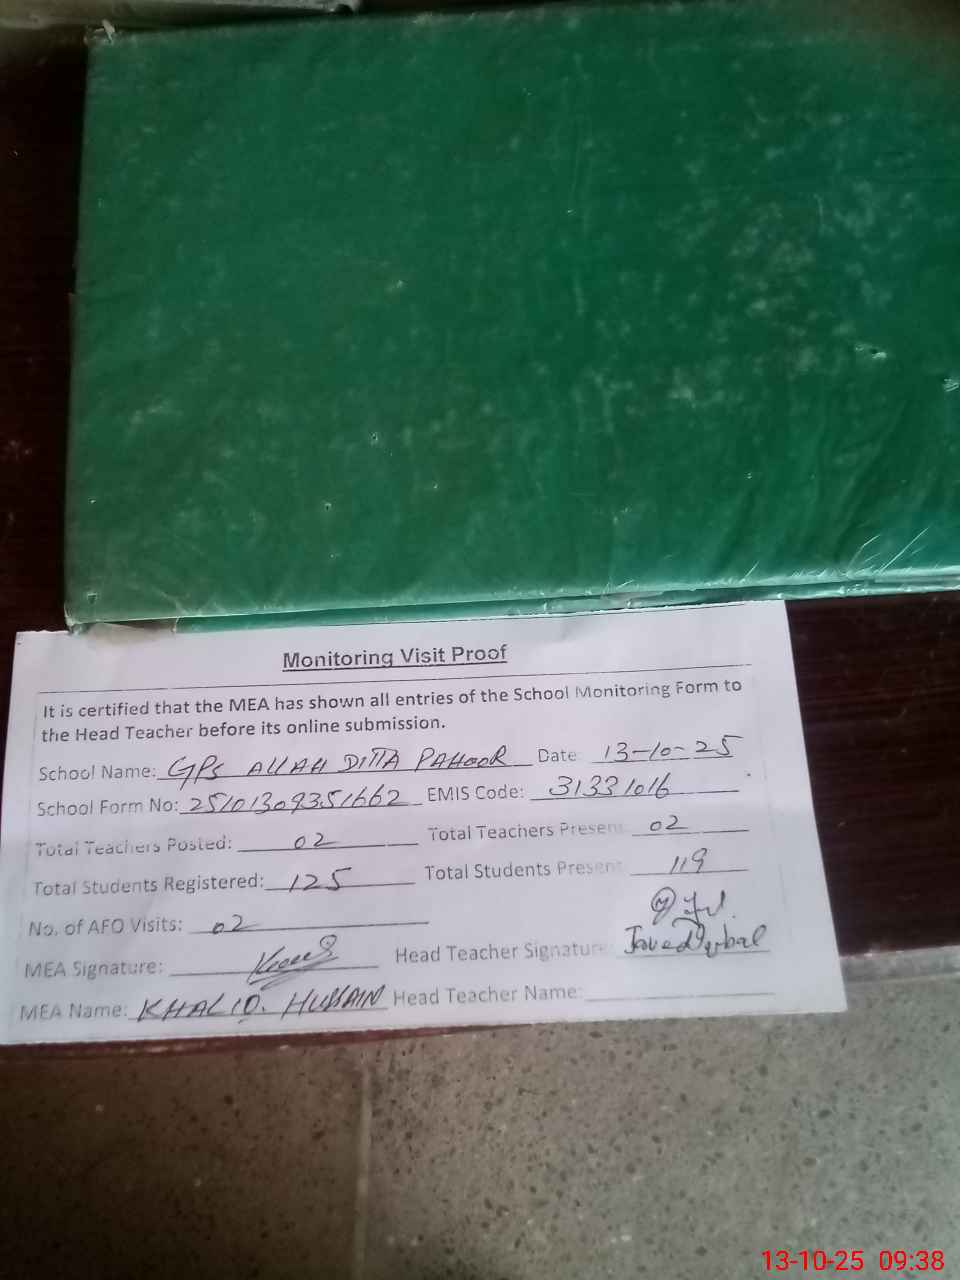 Monitoring Visit Proof
It is certified that the MEA has shown all entries of the School Monitoring Form to
the Head Teacher before its online submission.
School Name: GPS ALLAH DITTA PAHOOR Date: 13-10-25
School Form No: 25101309351662 EMIS Code: 31331016
Total Teachers Posted: 02 Total Teachers Present: 02
Total Students Registered: 125 Total Students Present: 119
No. of AFO Visits: 02
MEA Signature: Head Teacher Signature: Javed Iqbal
MEA Name: KHALID. HUSSAIN Head Teacher Name:
13-10-25 09:38